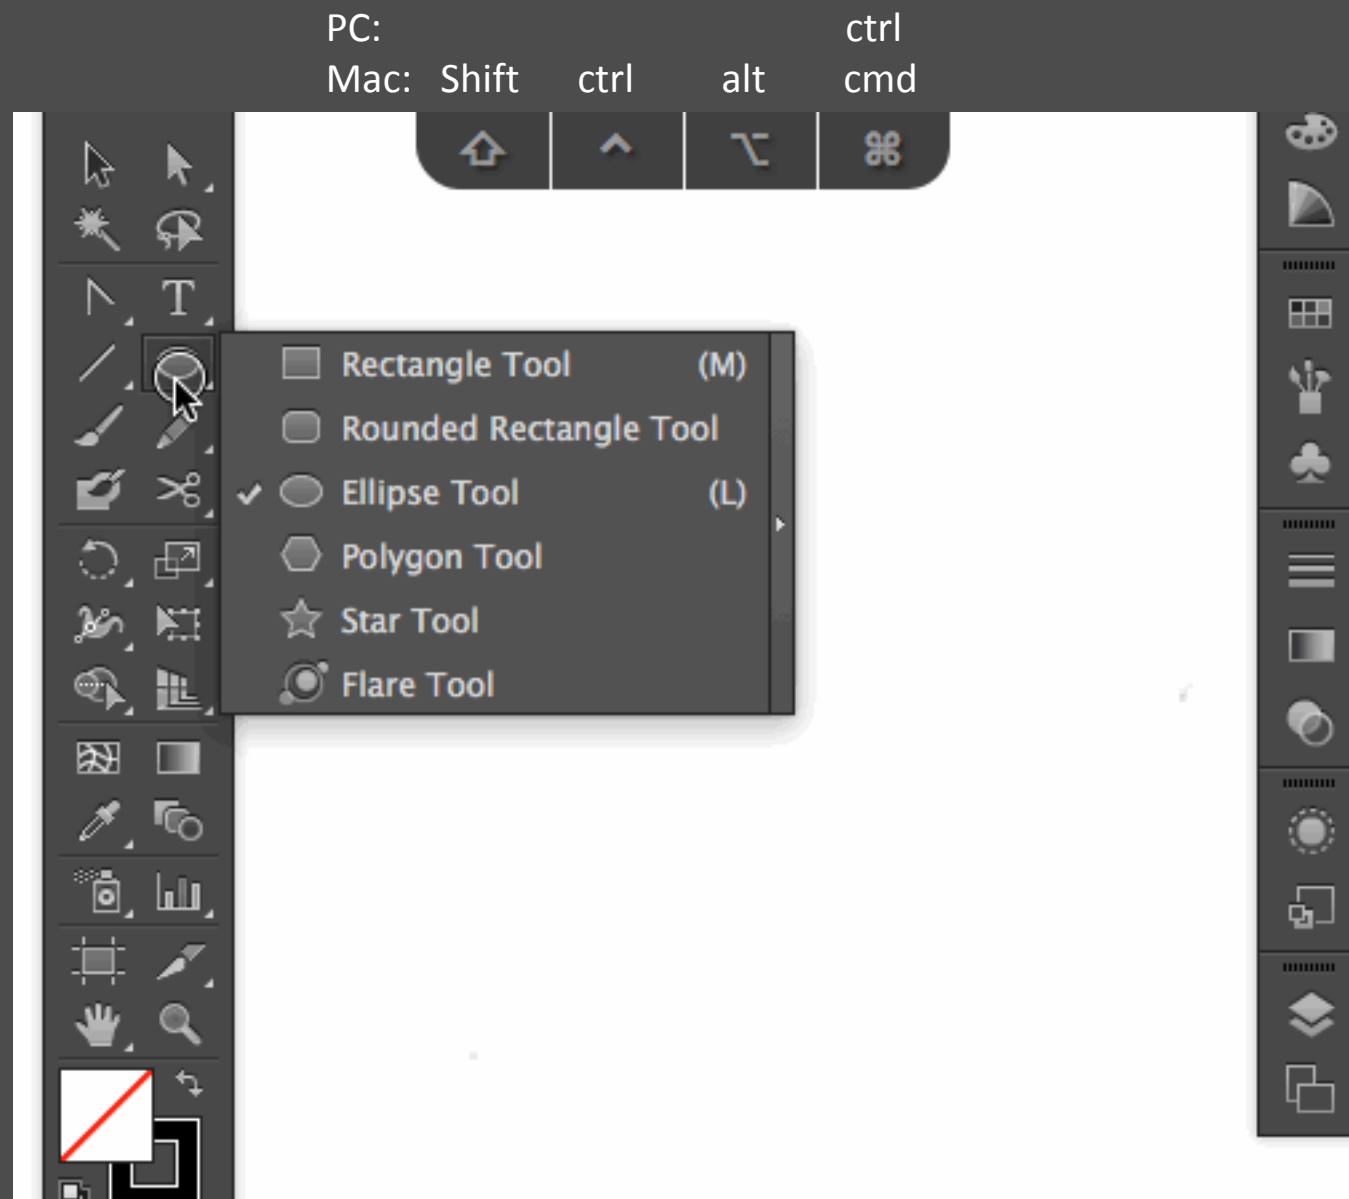 PC: ctrl
Mac: Shift ctrl alt cmd
T
Rectangle Tool (M)
Rounded Rectangle Tool
Ellipse Tool (L)
Polygon Tool
Star Tool
Flare Tool